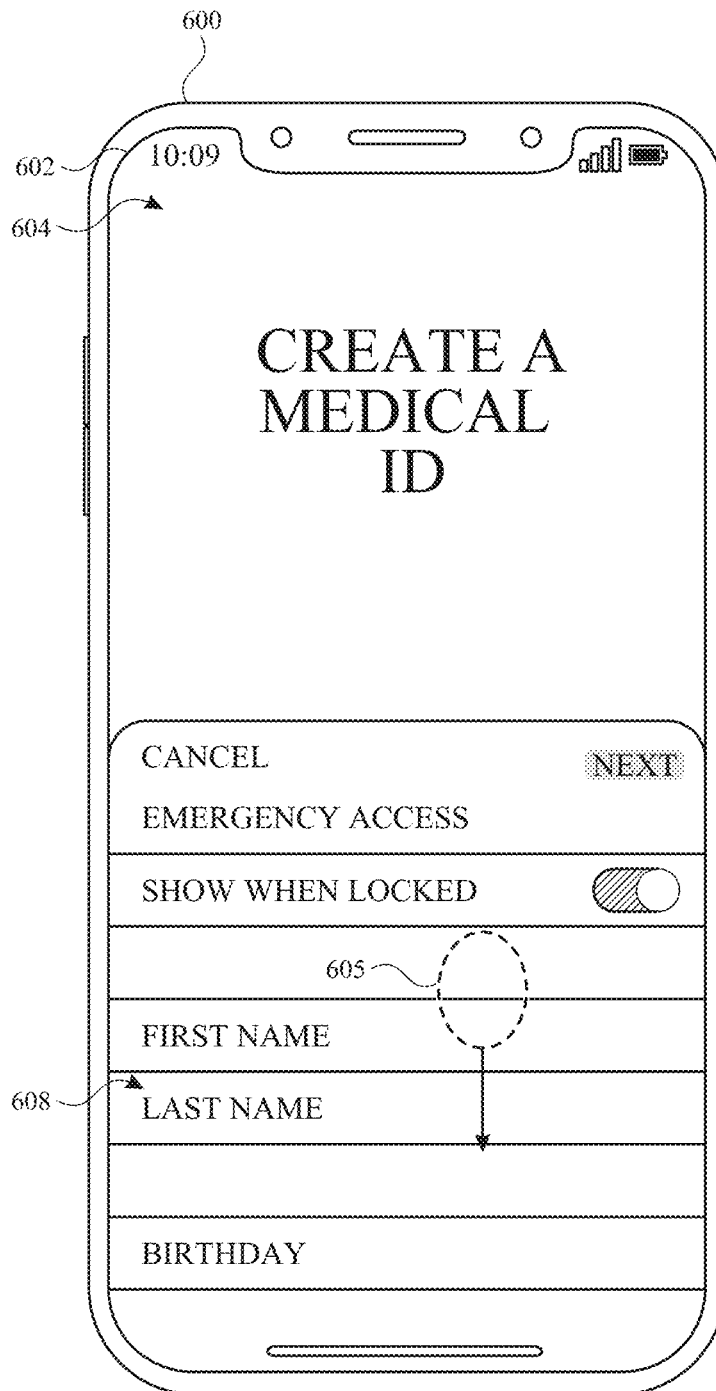 600
602
10:09
604
CREATE A
MEDICAL
ID
CANCEL
NEXT
EMERGENCY ACCESS
SHOW WHEN LOCKED
605
FIRST NAME
608
LAST NAME
BIRTHDAY